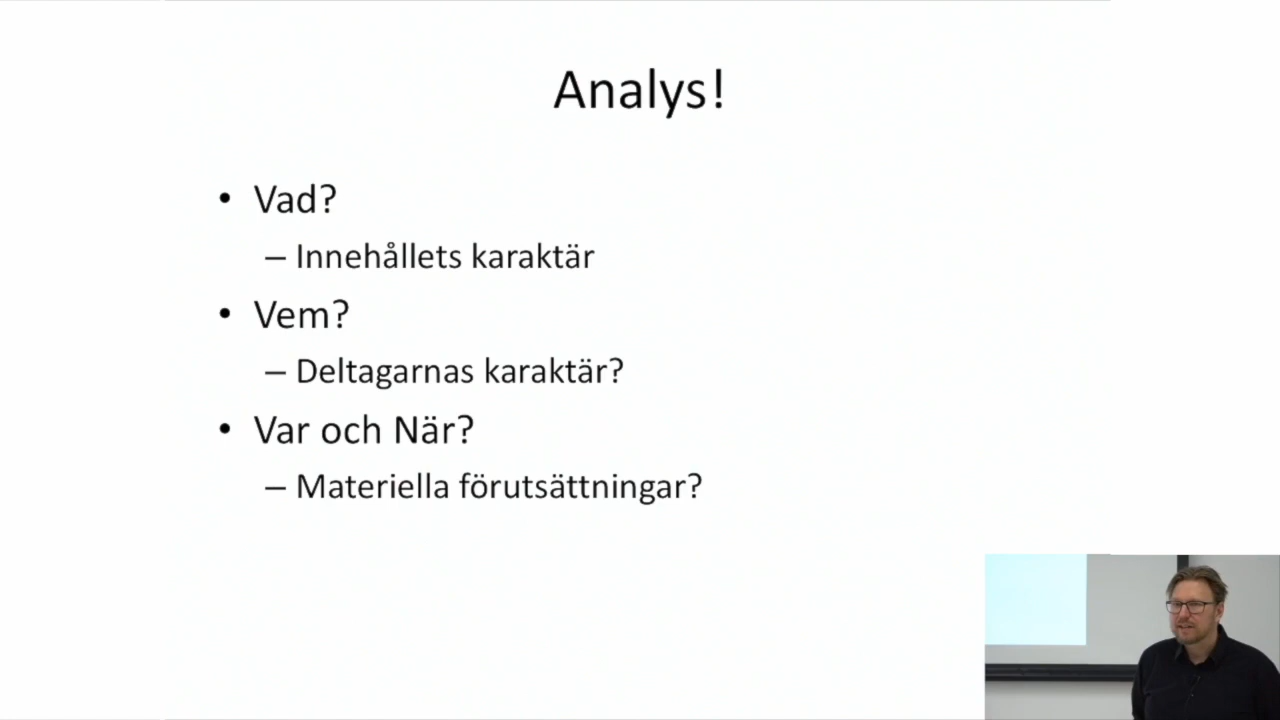 Analys!
• Vad?
– Innehållets karaktär
• Vem?
– Deltagarnas karaktär?
• Var och När?
– Materiella förutsättningar?